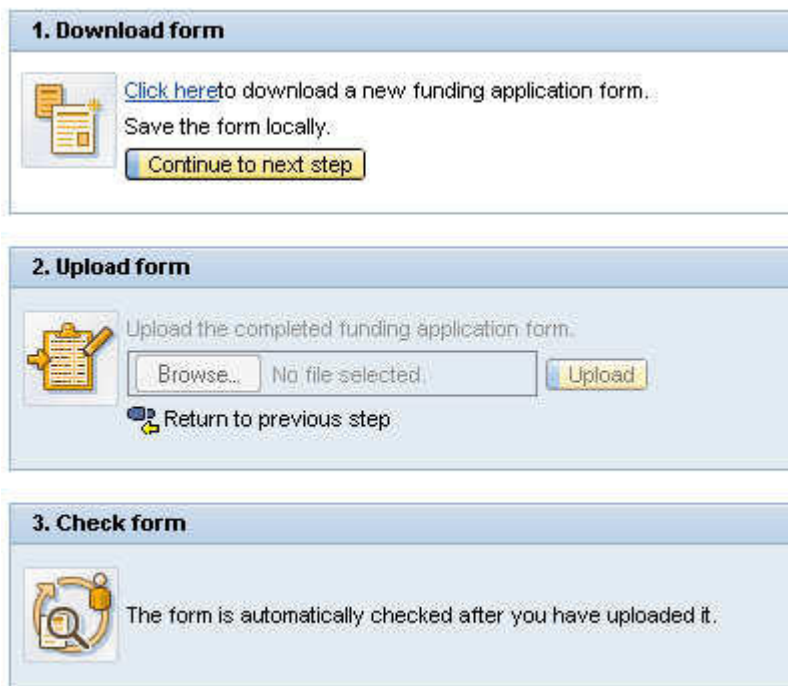 1. Download form
Click hereto download a new funding application form.
Save the form locally.
Continue to next step
2. Upload form
Upload the completed funding application form.
Browse... No file selected. Upload
Return to previous step
3. Check form
The form is automatically checked after you have uploaded it.